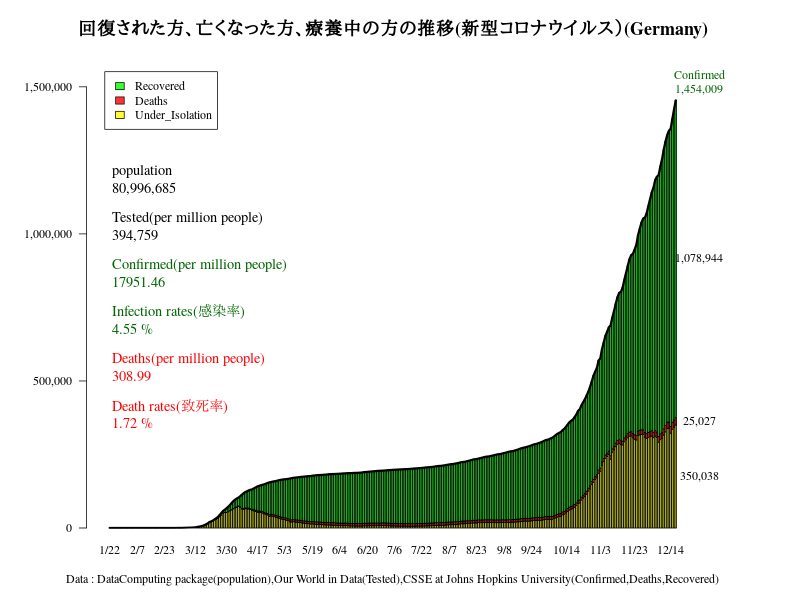 回復された方、亡くなった方、療養中の方の推移(新型コロナウイルス)(Germany)
Confirmed
1,454,009
1,500,000
Recovered
Deaths
Under_Isolation
population
80,996,685
Tested(per million people)
394,759
1,000,000
Confirmed(per million people)
17951.46
1,078,944
Infection rates(感染率)
4.55 %
Deaths(per million people)
308.99
500,000
Death rates(致死率)
1.72 %
25,027
350,038
0
1/22 2/7 2/23 3/12 3/30 4/17 5/3 5/19 6/4 6/20 7/6 7/22 8/7 8/23 9/8 9/24 10/14 11/3 11/23 12/14
Data : DataComputing package(population),Our World in Data(Tested),CSSE at Johns Hopkins University(Confirmed,Deaths,Recovered)